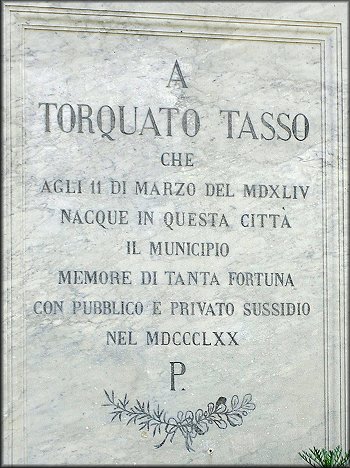 A
TORQUATO TASSO
CHE
AGLI 11 DI MARZO DEL MDXLIV
NACQUE IN QUESTA CITTÀ
IL MUNICIPIO
MEMORE DI TANTA FORTUNA
CON PUBBLICO E PRIVATO SUSSIDIO
NEL MDCCCLXX
P.